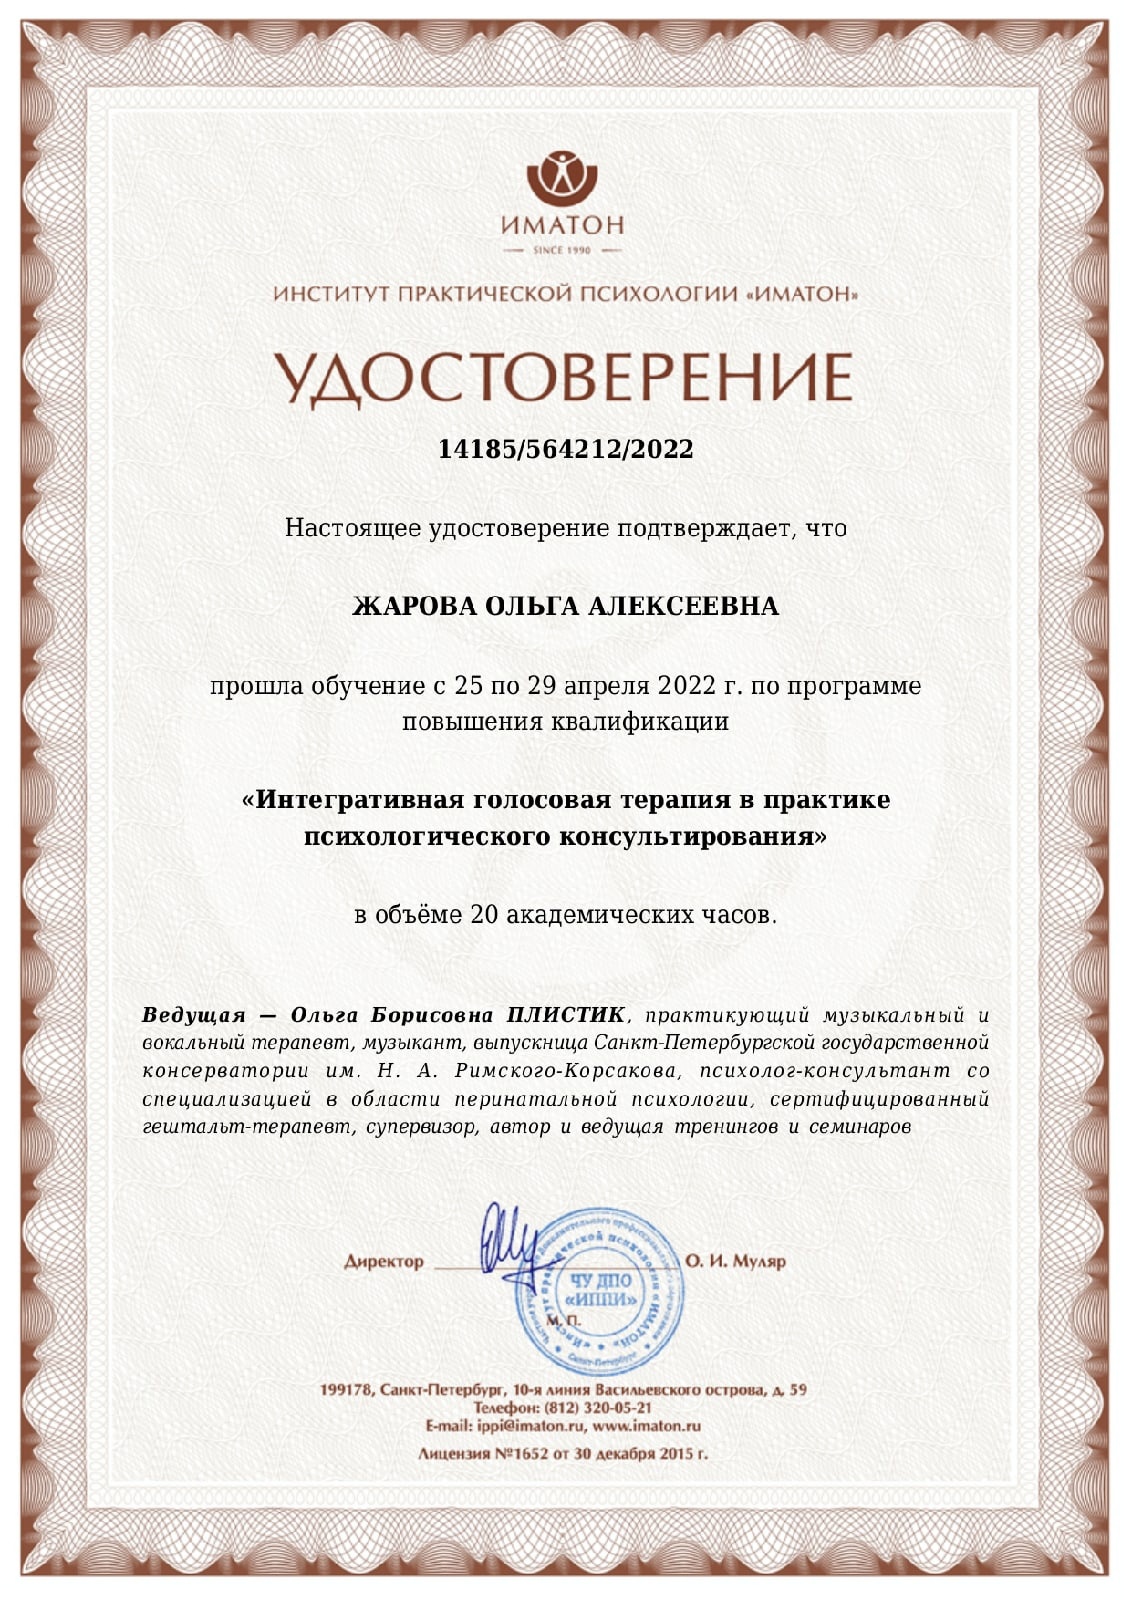 ИМАТОН
SINCE 1990
ИНСТИТУТ ПРАКТИЧЕСКОЙ ПСИХОЛОГИИ «ИМАТОН»
УДОСТОВЕРЕНИЕ
14185/564212/2022
Настоящее удостоверение подтверждает, что
ЖАРОВА ОЛЬГА АЛЕКСЕЕВНА
прошла обучение с 25 по 29 апреля 2022 г. по программе
повышения квалификации
«Интегративная голосовая терапия в практике
психологического консультирования»
в объёме 20 академических часов.
Ведущая — Ольга Борисовна ПЛИСТИК, практикующий музыкальный и
вокальный терапевт, музыкант, выпускница Санкт-Петербургской государственной
консерватории им. Н. А. Римского-Корсакова, психолог-консультант со
специализацией в области перинатальной психологии, сертифицированный
гештальт-терапевт, супервизор, автор и ведущая тренингов и семинаров
Директор
О. И. Муляр
ЧУ ДПО
«ИППИ»
М. П.
Санкт-Петербург
199178, Санкт-Петербург, 10-я линия Васильевского острова, д. 59
Телефон: (812) 320-05-21
E-mail: ippi@imaton.ru, www.imaton.ru
Лицензия №1652 от 30 декабря 2015 г.